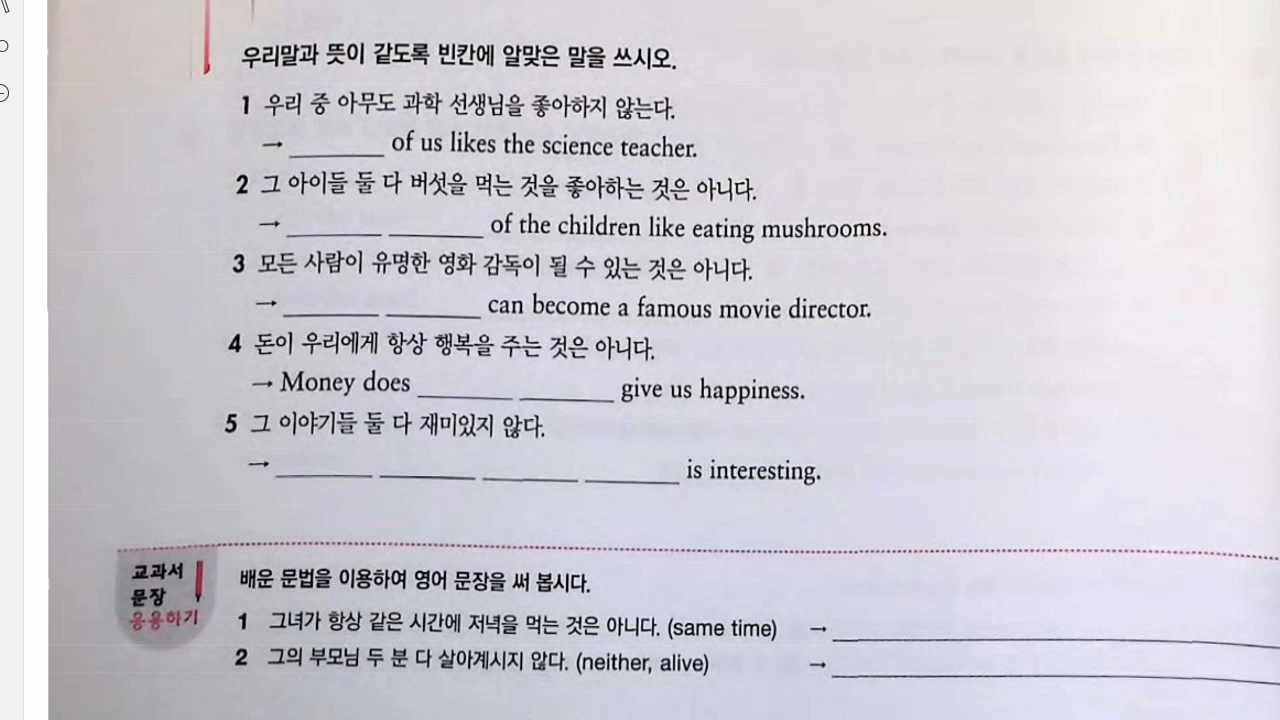 우리말과 뜻이 같도록 빈칸에 알맞은 말을 쓰시오.
1 우리 중 아무도 과학 선생님을 좋아하지 않는다.
→ ________ of us likes the science teacher.
2 그 아이들 둘 다 버섯을 먹는 것을 좋아하는 것은 아니다.
→ ________ ________ of the children like eating mushrooms.
3 모든 사람이 유명한 영화 감독이 될 수 있는 것은 아니다.
→ ________ ________ can become a famous movie director.
4 돈이 우리에게 항상 행복을 주는 것은 아니다.
→ Money does ________ ________ give us happiness.
5 그 이야기들 둘 다 재미있지 않다.
→ ________ ________ ________ ________ is interesting.
교과서
문장
응용하기
배운 문법을 이용하여 영어 문장을 써 봅시다.
1 그녀가 항상 같은 시간에 저녁을 먹는 것은 아니다. (same time) → ________
2 그의 부모님 두 분 다 살아계시지 않다. (neither, alive) → ________